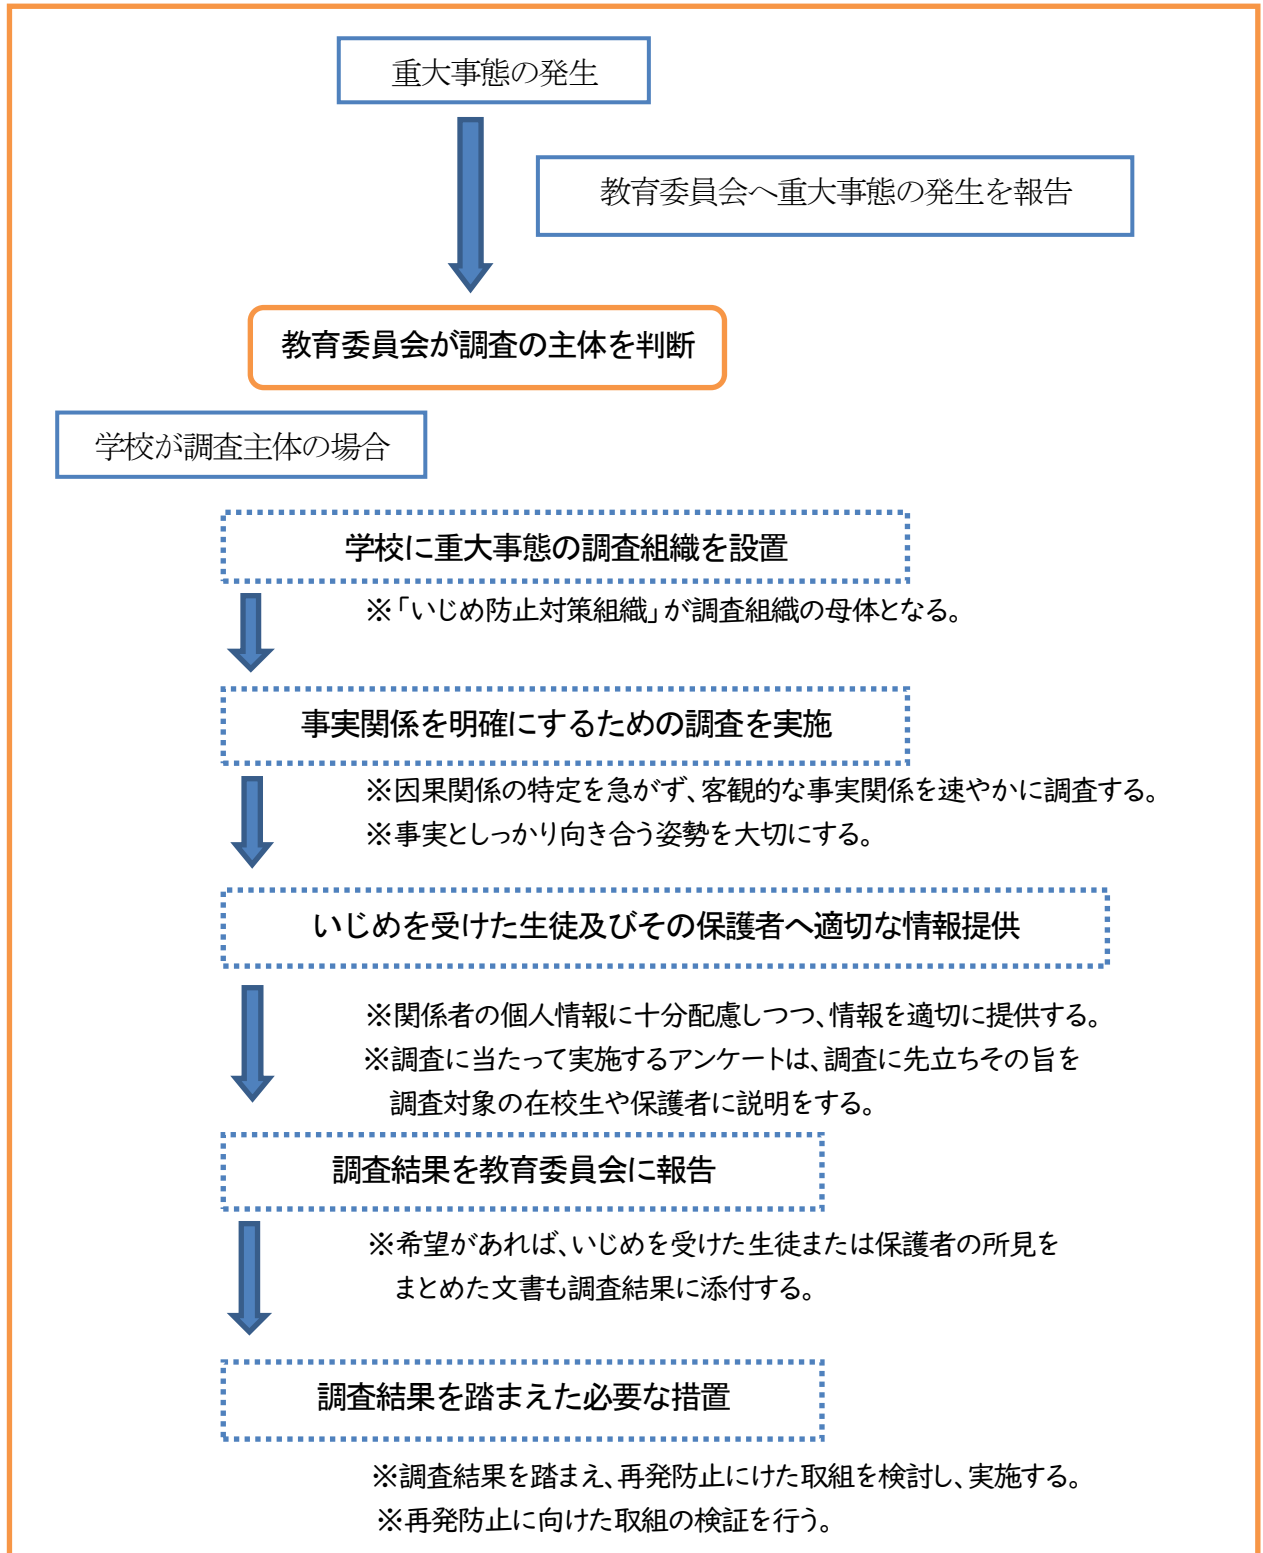 重大事態の発生
教育委員会へ重大事態の発生を報告
教育委員会が調査の主体を判断
学校が調査主体の場合
学校に重大事態の調査組織を設置
※「いじめ防止対策組織」が調査組織の母体となる。
事実関係を明確にするための調査を実施
※因果関係の特定を急がず、客観的な事実関係を速やかに調査する。
※事実としっかり向き合う姿勢を大切にする。
いじめを受けた生徒及びその保護者へ適切な情報提供
※関係者の個人情報に十分配慮しつつ、情報を適切に提供する。
※調査に当たって実施するアンケートは、調査に先立ちその旨を
調査対象の在校生や保護者に説明をする。
調査結果を教育委員会に報告
※希望があれば、いじめを受けた生徒または保護者の所見を
まとめた文書も調査結果に添付する。
調査結果を踏まえた必要な措置
※調査結果を踏まえ、再発防止にけた取組を検討し、実施する。
※再発防止に向けた取組の検証を行う。